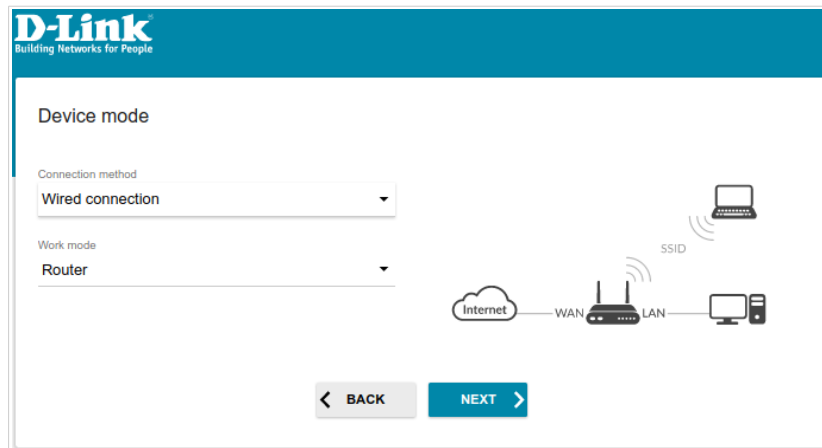 D-Link
Building Networks for People
Device mode
Connection method
Wired connection
Work mode
Router
SSID
Internet
WAN
LAN
BACK
NEXT